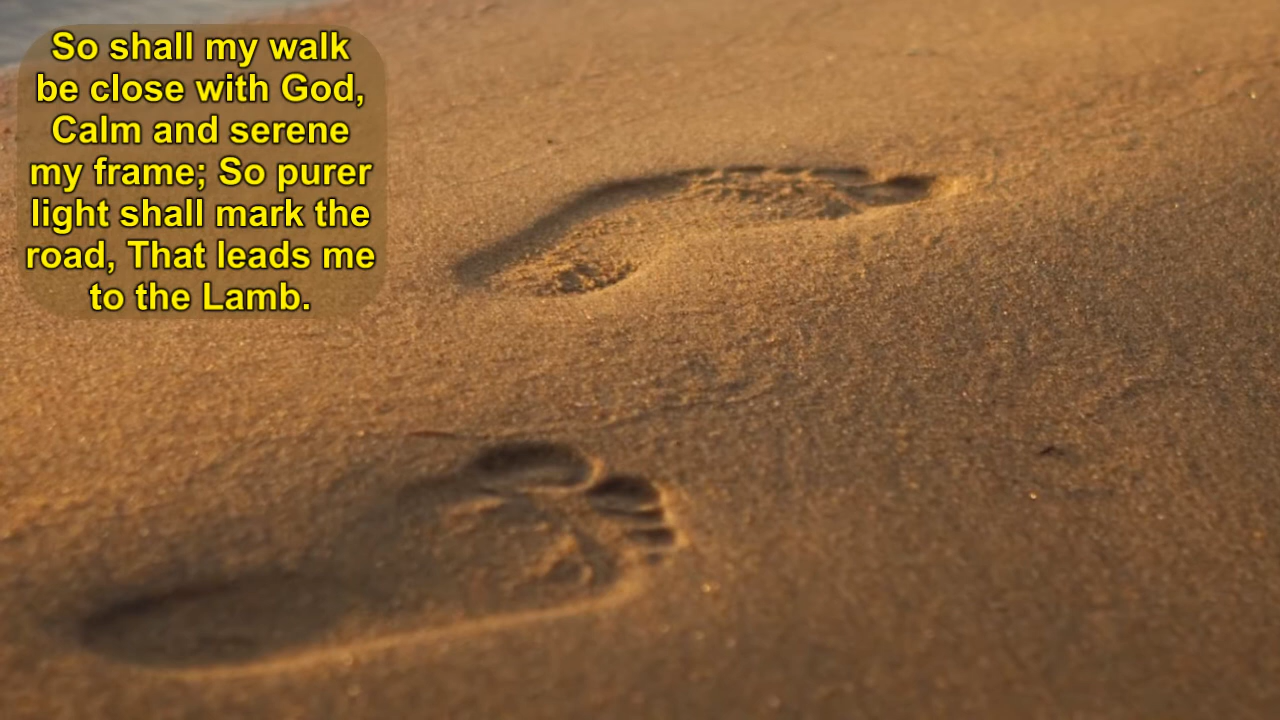 So shall my walk
be close with God,
Calm and serene
my frame; So purer
light shall mark the
road, That leads me
to the Lamb.